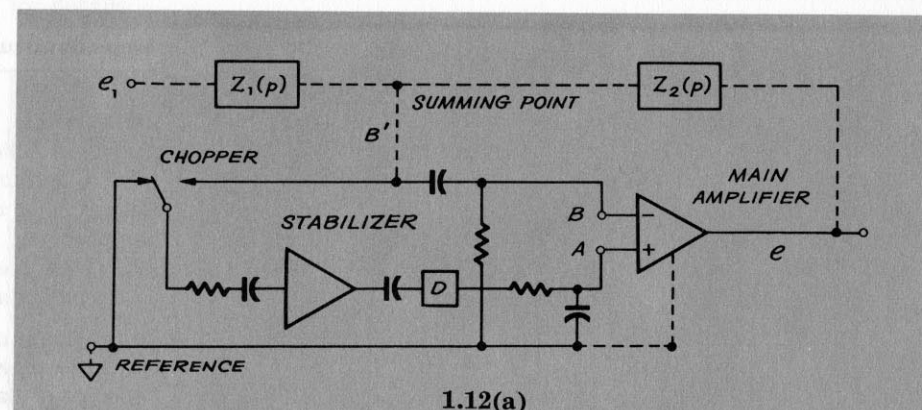 e₁
Z₁(p)
SUMMING POINT
Z₂(p)
B'
CHOPPER
STABILIZER
MAIN
AMPLIFIER
B
−
A
+
e
D
REFERENCE
1.12(a)